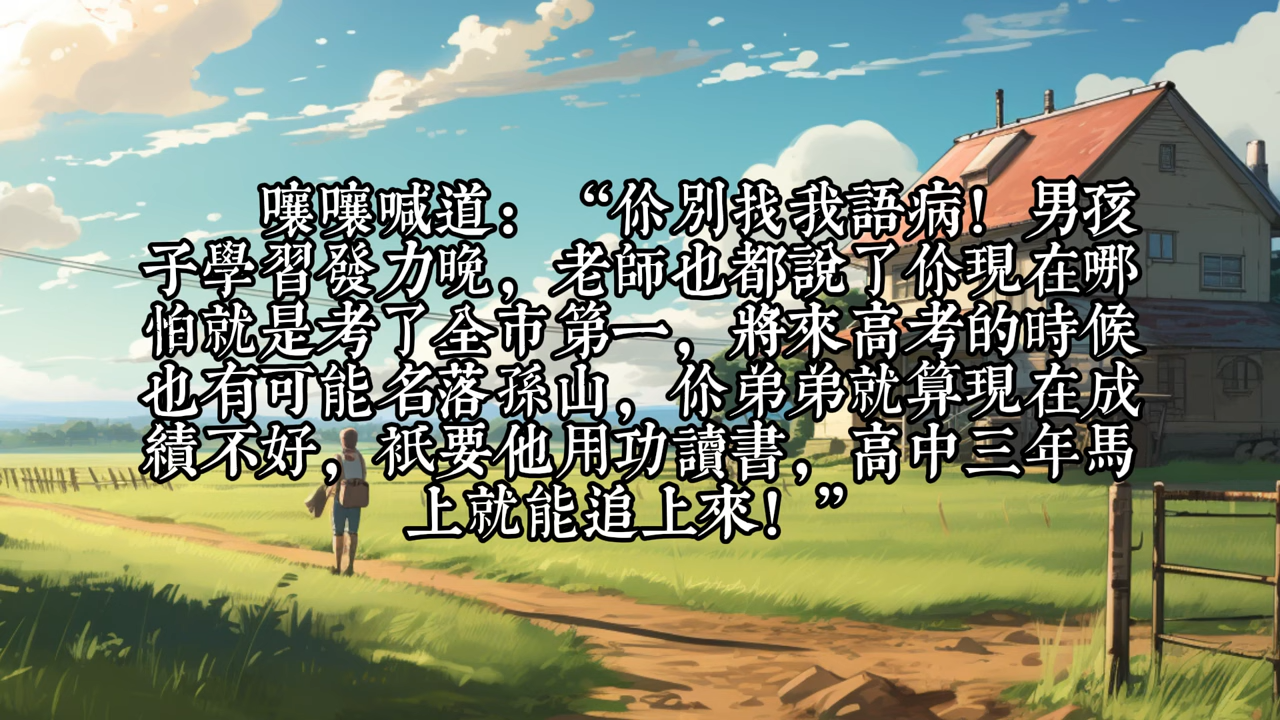 嚷嚷喊道：“你別找我語病！男孩
子學習發力晚，老師也都說了你現在哪
怕就是考了全市第一，將來高考的時候
也有可能名落孫山，你弟弟就算現在成
績不好，衹要他用功讀書，高中三年馬
上就能追上來！”